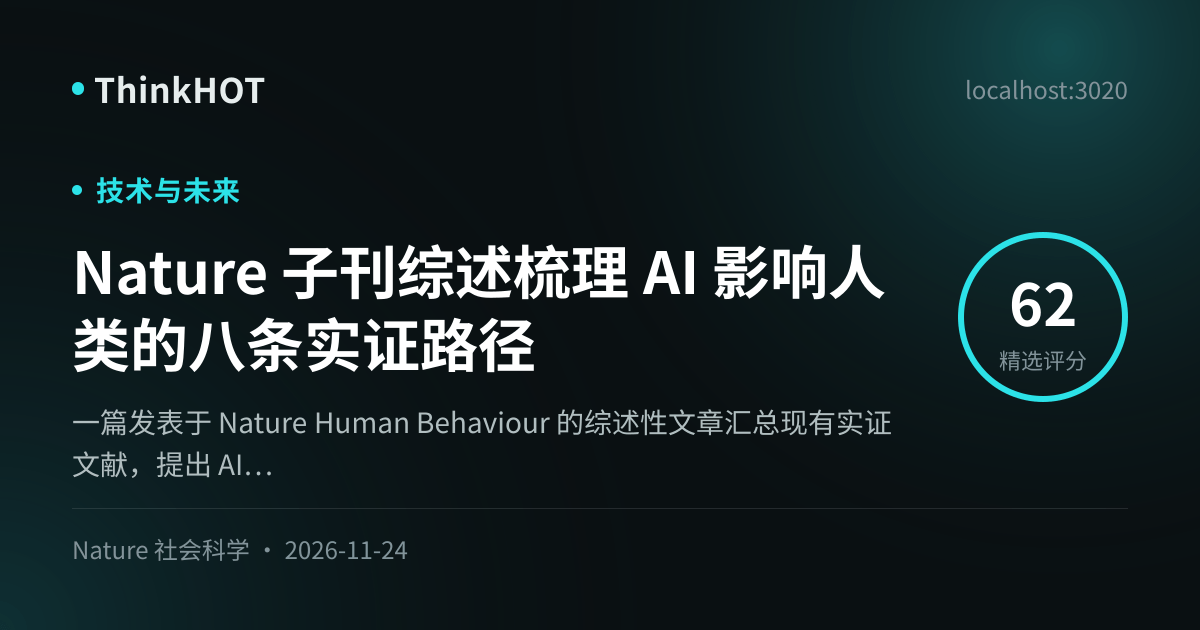 ThinkHOT
localhost:3020
技术与未来
Nature 子刊综述梳理 AI 影响人
类的八条实证路径
62
精选评分
一篇发表于 Nature Human Behaviour 的综述性文章汇总现有实证
文献，提出 AI…
Nature 社会科学 · 2026-11-24